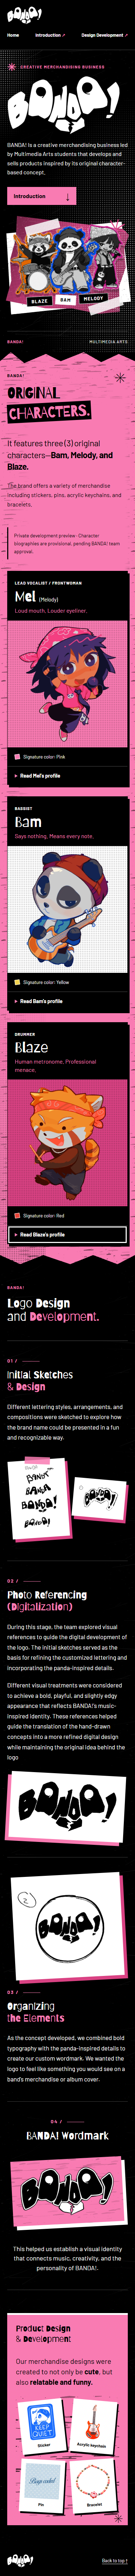 BANDA!
Home
Introduction ↗
Design Development ↗
CREATIVE MERCHANDISING BUSINESS
BANDA!
BANDA! is a creative merchandising business led
by Multimedia Arts students that develops and
sells products inspired by its original character-
based concept.
Introduction ↓
BLAZE
BAM
MELODY
BANDA!
MULTIMEDIA ARTS
BANDA!
ORIGINAL
CHARACTERS.
It features three (3) original
characters—Bam, Melody, and
Blaze.
The brand offers a variety of merchandise
including stickers, pins, acrylic keychains, and
bracelets.
Private development preview · Character
biographies are provisional, pending BANDA! team
approval.
LEAD VOCALIST / FRONTWOMAN
Mel (Melody)
Loud mouth. Louder eyeliner.
Signature color: Pink
Read Mel's profile
BASSIST
Bam
Says nothing. Means every note.
Signature color: Yellow
Read Bam's profile
DRUMMER
Blaze
Human metronome. Professional
menace.
Signature color: Red
Read Blaze's profile
BANDA!
Logo Design
and Development.
01 /
Initial Sketches
& Design
Different lettering styles, arrangements, and
compositions were sketched to explore how
the brand name could be presented in a fun
and recognizable way.
BANDA!
BANDA
BANDA!
BANDA!
BANDA!
02 /
Photo Referencing
(Digitalization)
During this stage, the team explored visual
references to guide the digital development of
the logo. The initial sketches served as the
basis for refining the customized lettering and
incorporating the panda-inspired details.
Different visual treatments were considered
to achieve a bold, playful, and slightly edgy
appearance that reflects BANDA!'s music-
inspired identity. These references helped
guide the translation of the hand-drawn
concepts into a more refined digital design
while maintaining the original idea behind the
logo
BANDA!
2
BANDA!
03 /
Organizing
the Elements
As the concept developed, we combined bold
typography with the panda-inspired details to
create our custom wordmark. We wanted the
logo to feel like something you would see on a
band's merchandise or album cover.
04 /
BANDA! Wordmark
BANDA!
This helped us establish a visual identity
that connects music, creativity, and the
personality of BANDA!.
Product Design
& Development
Our merchandise designs were
created to not only be cute, but
also relatable and funny.
KEEP
QUIET
Sticker
Acrylic keychain
Pin
Bracelet
BANDA!
Back to top ↑